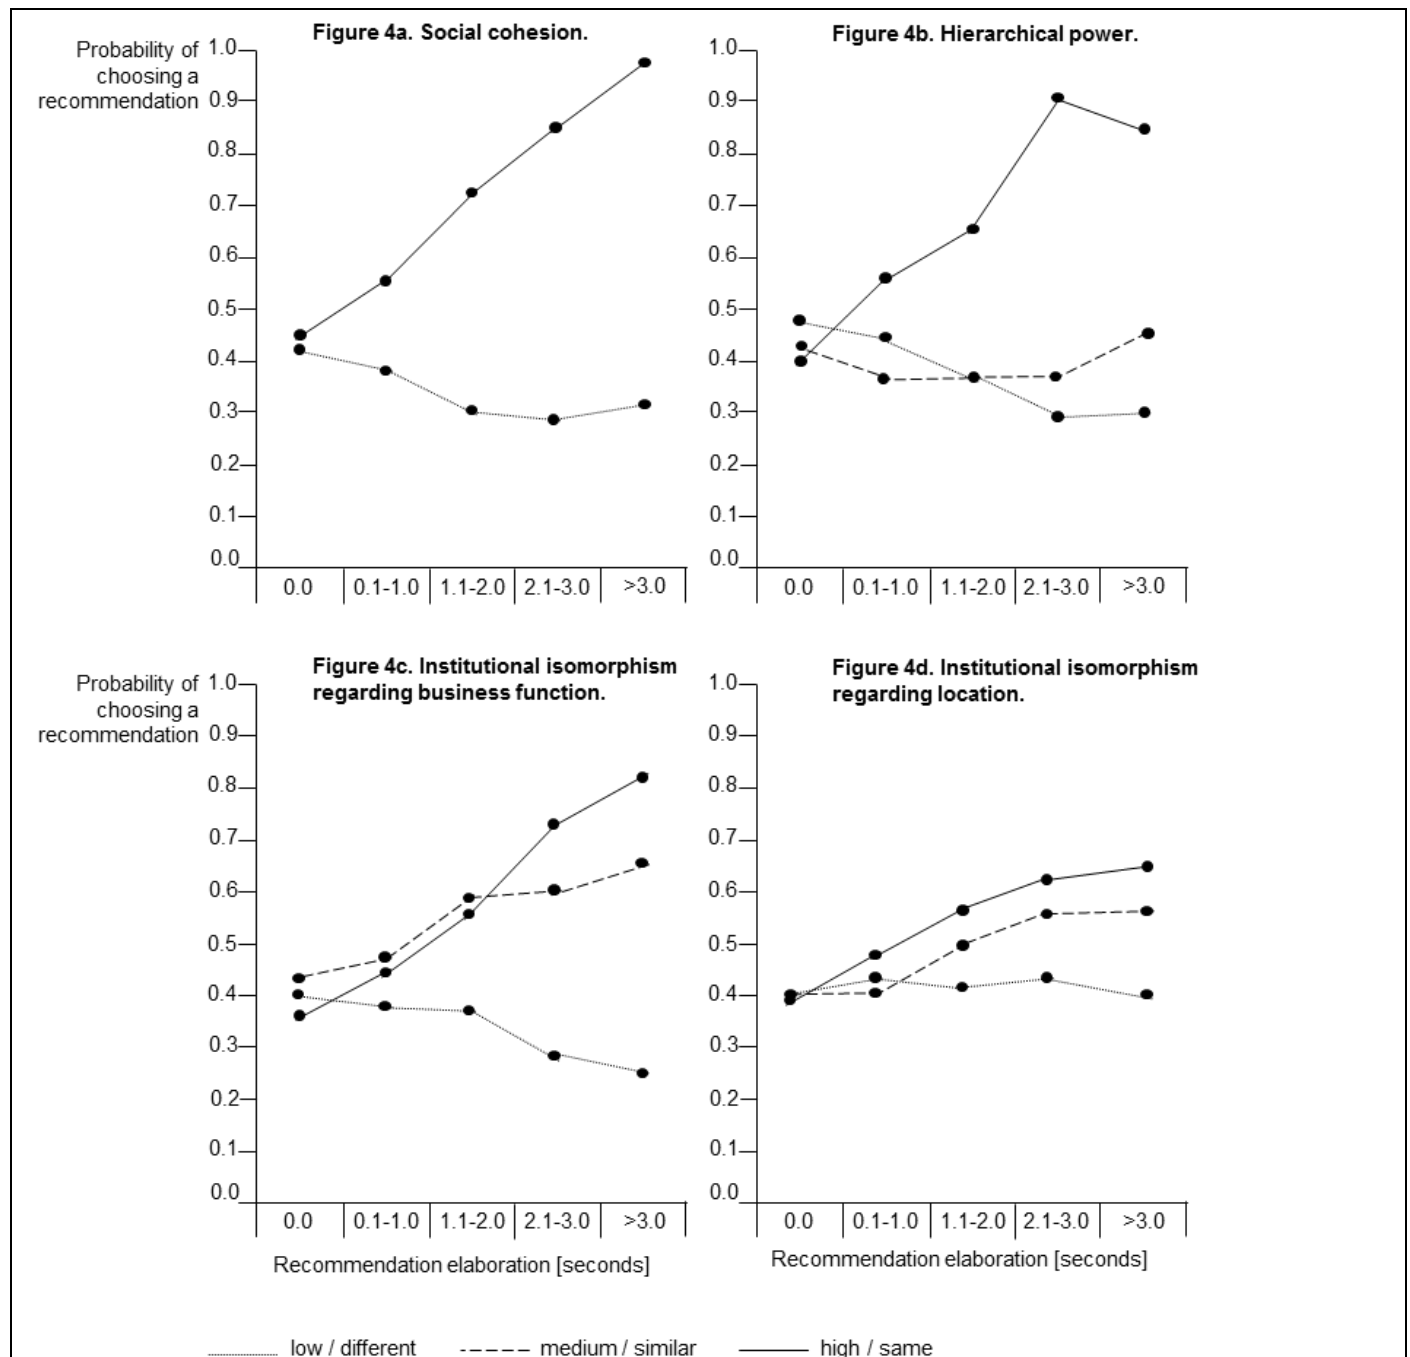 Figure 4a. Social cohesion.
Probability of
choosing a
recommendation
1.0
0.9
0.8
0.7
0.6
0.5
0.4
0.3
0.2
0.1
0.0
0.0 0.1-1.0 1.1-2.0 2.1-3.0 >3.0
Figure 4b. Hierarchical power.
1.0
0.9
0.8
0.7
0.6
0.5
0.4
0.3
0.2
0.1
0.0
0.0 0.1-1.0 1.1-2.0 2.1-3.0 >3.0
Figure 4c. Institutional isomorphism
regarding business function.
Probability of
choosing a
recommendation
1.0
0.9
0.8
0.7
0.6
0.5
0.4
0.3
0.2
0.1
0.0
0.0 0.1-1.0 1.1-2.0 2.1-3.0 >3.0
Recommendation elaboration [seconds]
Figure 4d. Institutional isomorphism
regarding location.
1.0
0.9
0.8
0.7
0.6
0.5
0.4
0.3
0.2
0.1
0.0
0.0 0.1-1.0 1.1-2.0 2.1-3.0 >3.0
Recommendation elaboration [seconds]
low / different medium / similar high / same